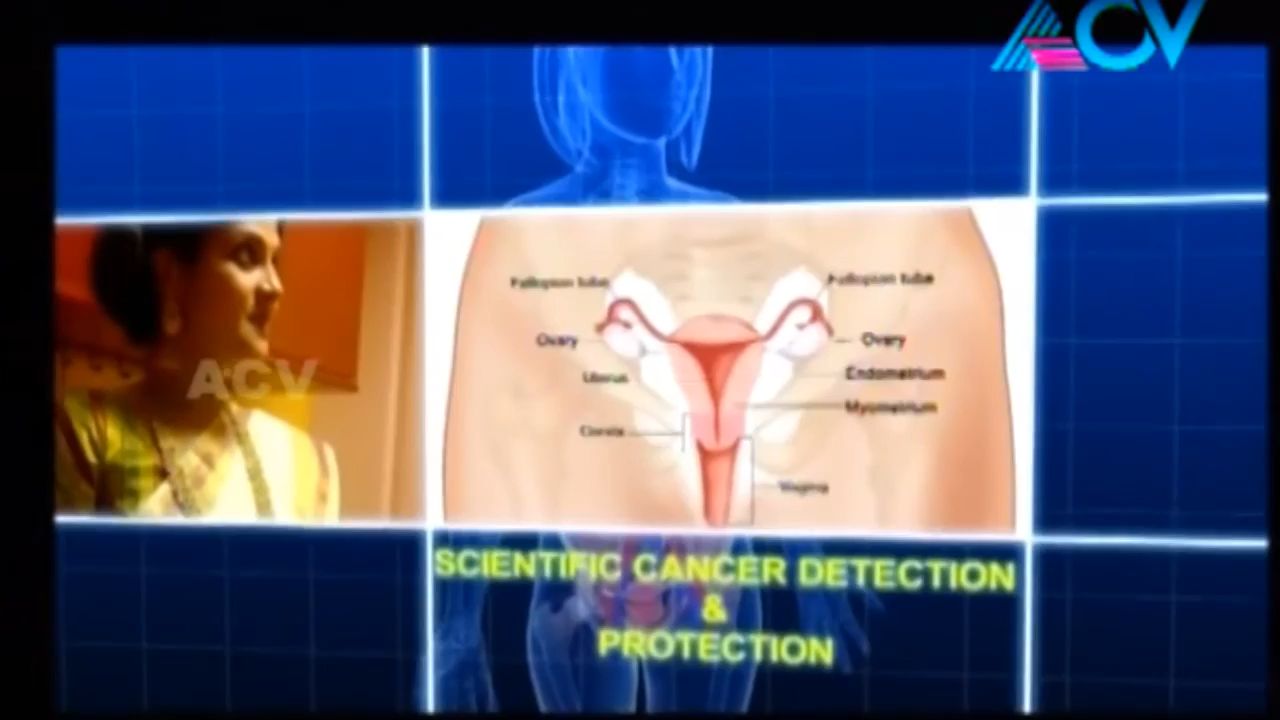 ACV
Fallopian tube
Fallopian tube
Ovary
Ovary
Uterus
Endometrium
ACV
Myometrium
Cervix
Vagina
SCIENTIFIC CANCER DETECTION
&
PROTECTION